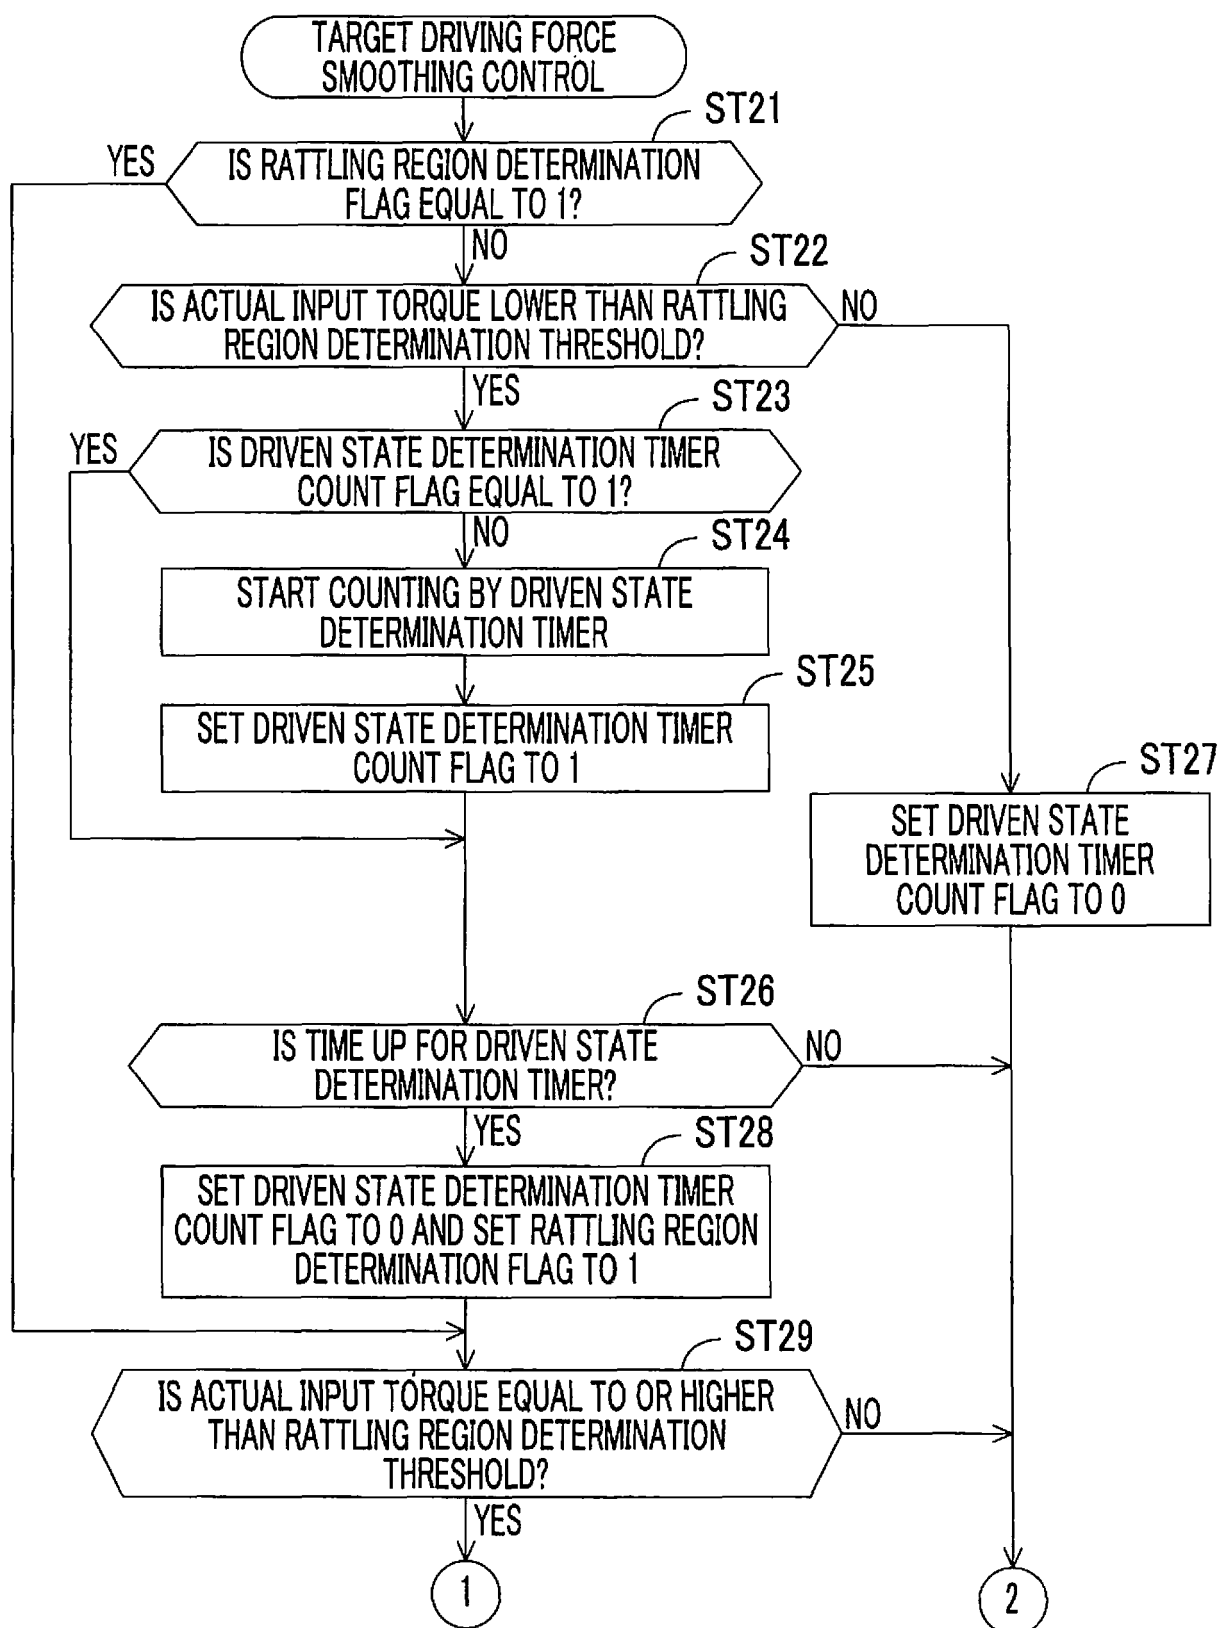 TARGET DRIVING FORCE
SMOOTHING CONTROL
ST21
YES
IS RATTLING REGION DETERMINATION
FLAG EQUAL TO 1?
NO
ST22
IS ACTUAL INPUT TORQUE LOWER THAN RATTLING
REGION DETERMINATION THRESHOLD?
NO
YES
ST23
YES
IS DRIVEN STATE DETERMINATION TIMER
COUNT FLAG EQUAL TO 1?
NO
ST24
START COUNTING BY DRIVEN STATE
DETERMINATION TIMER
ST25
SET DRIVEN STATE DETERMINATION TIMER
COUNT FLAG TO 1
ST27
SET DRIVEN STATE
DETERMINATION TIMER
COUNT FLAG TO 0
ST26
IS TIME UP FOR DRIVEN STATE
DETERMINATION TIMER?
NO
YES
ST28
SET DRIVEN STATE DETERMINATION TIMER
COUNT FLAG TO 0 AND SET RATTLING REGION
DETERMINATION FLAG TO 1
ST29
IS ACTUAL INPUT TORQUE EQUAL TO OR HIGHER
THAN RATTLING REGION DETERMINATION
THRESHOLD?
NO
YES
1
2